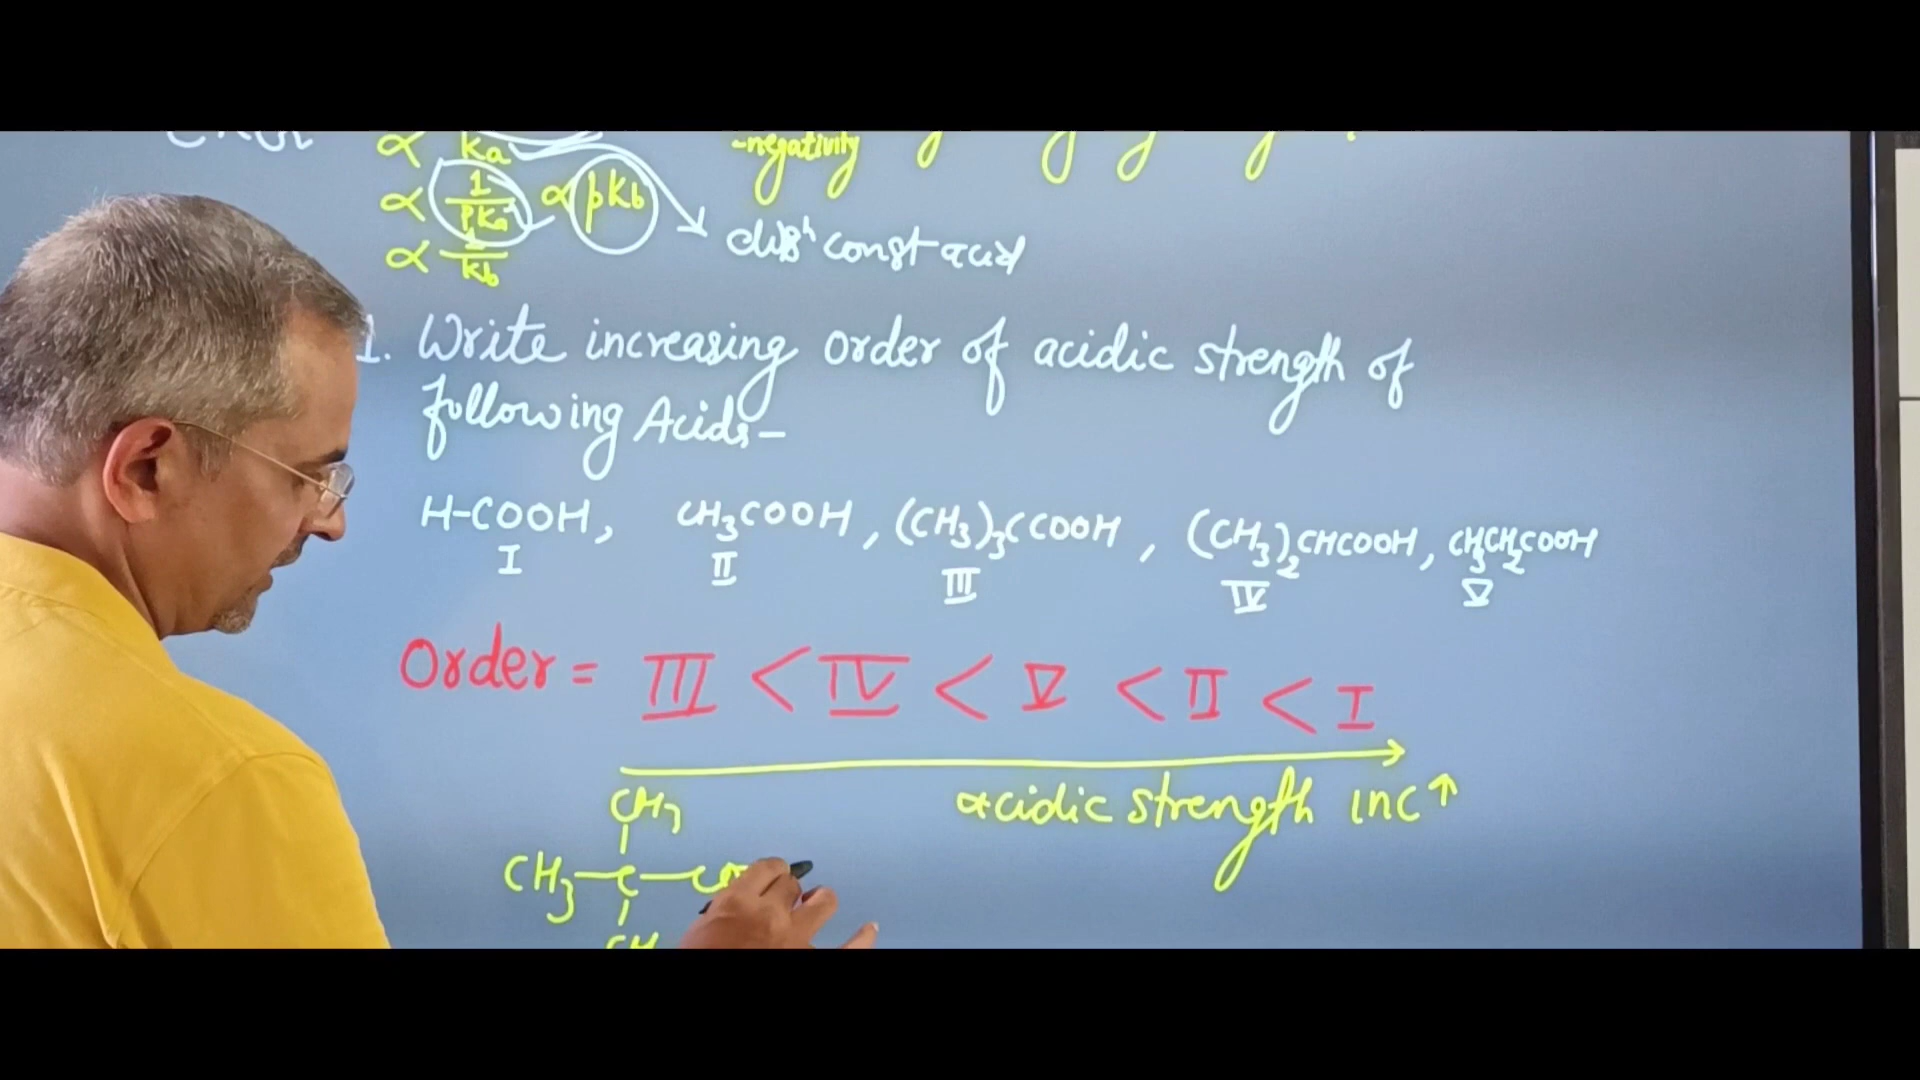 α Ka
-negativity
α 1/pKa α pKb
α 1/Kb
dissⁿ const acid
1. Write increasing order of acidic strength of
following Acids-
H-COOH, CH₃COOH, (CH₃)₃CCOOH, (CH₃)₂CHCOOH, CH₃CH₂COOH
I II III IV V
Order = III < IV < V < II < I
acidic strength inc↑
CH₃
CH₃-C-CO
CH